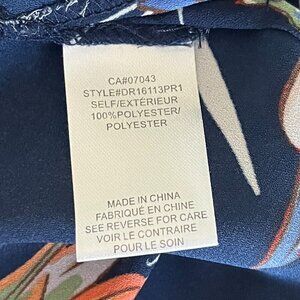 CA#07043
STYLE#DR16113PR1
SELF/EXTÉRIEUR
100%POLYESTER/
POLYESTER
MADE IN CHINA
FABRIQUÉ EN CHINE
SEE REVERSE FOR CARE
VOIR LE CONTRAIRE
POUR LE SOIN